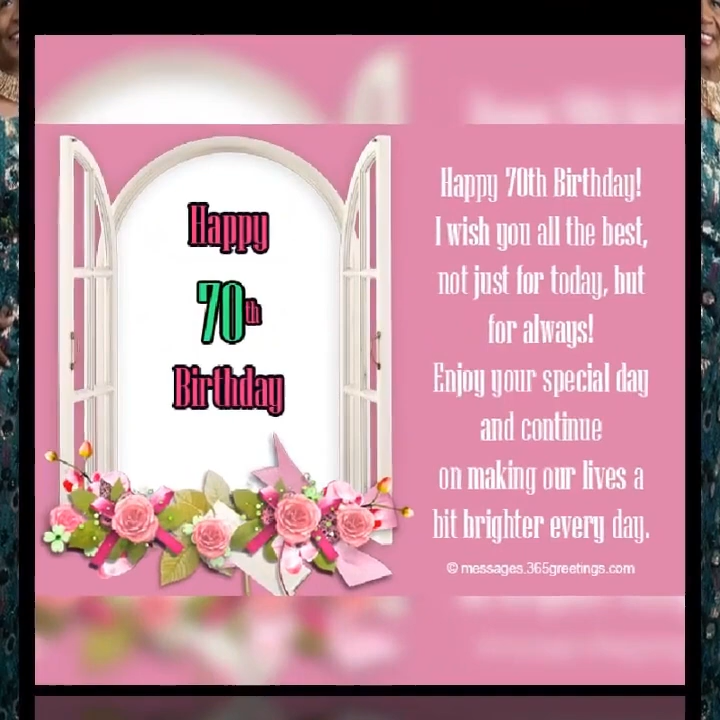 Happy
70th
Birthday
Happy 70th Birthday!
I wish you all the best,
not just for today, but
for always!
Enjoy your special day
and continue
on making our lives a
bit brighter every day.
© messages.365greetings.com